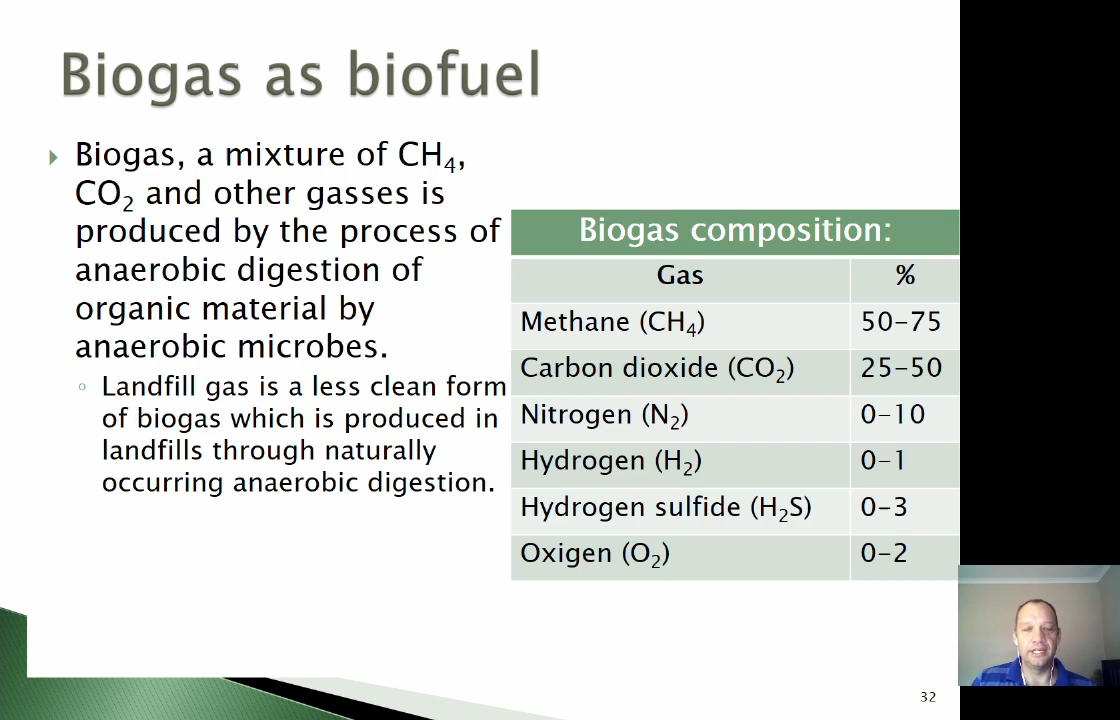 Biogas as biofuel
Biogas, a mixture of CH₄,
CO₂ and other gasses is
produced by the process of
anaerobic digestion of
organic material by
anaerobic microbes.
Landfill gas is a less clean form
of biogas which is produced in
landfills through naturally
occurring anaerobic digestion.
Biogas composition:
Gas %
Methane (CH₄) 50-75
Carbon dioxide (CO₂) 25-50
Nitrogen (N₂) 0-10
Hydrogen (H₂) 0-1
Hydrogen sulfide (H₂S) 0-3
Oxigen (O₂) 0-2
32